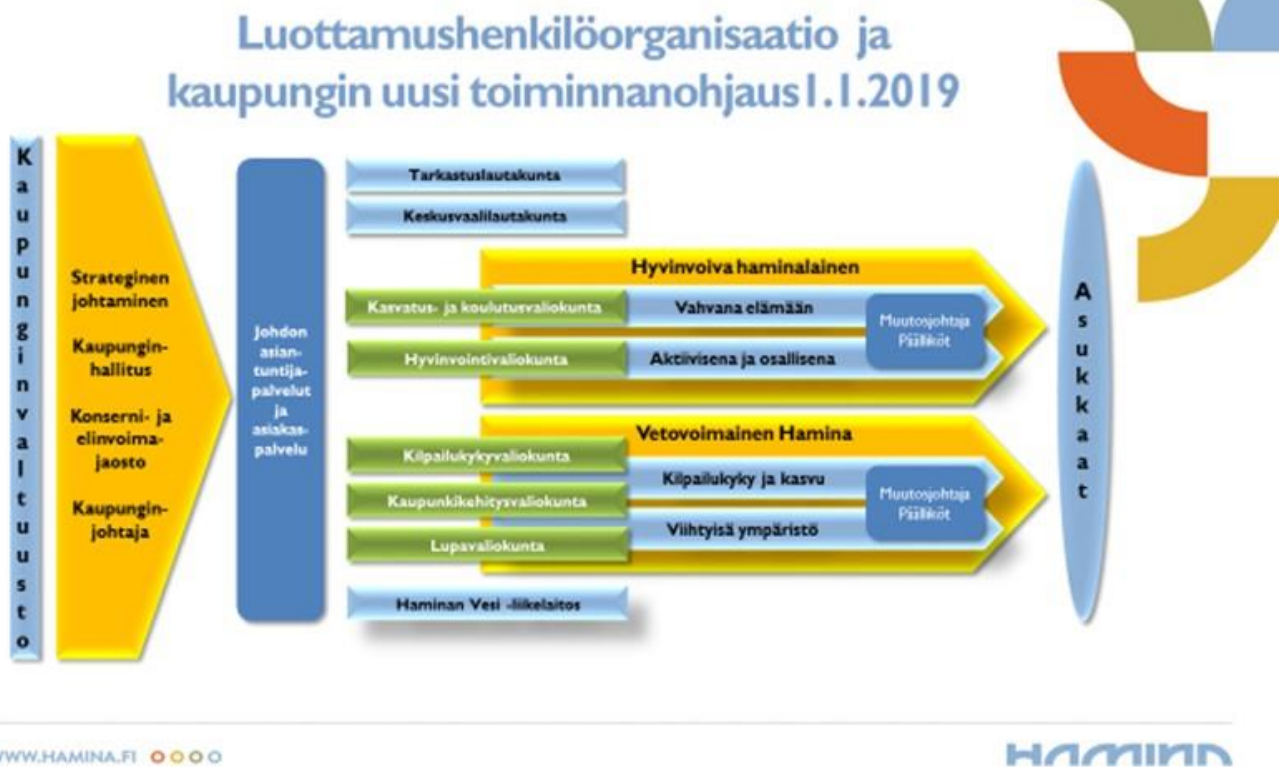 Luottamushenkilöorganisaatio ja
kaupungin uusi toiminnanohjaus1.1.2019
Kaupunginvaltuusto
Strateginen
johtaminen
Kaupungin-
hallitus
Konserni- ja
elinvoima-
jaosto
Kaupungin-
johtaja
Johdon
asian-
tuntija-
palvelut
ja
asiakas-
palvelu
Tarkastuslautakunta
Keskusvaalilautakunta
Hyvinvoiva haminalainen
Kasvatus- ja koulutusvaliokunta
Vahvana elämään
Hyvinvointivaliokunta
Aktiivisena ja osallisena
Muutosjohtaja
Päälliköt
Vetovoimainen Hamina
Kilpailukykyvaliokunta
Kilpailukyky ja kasvu
Kaupunkikehitysvaliokunta
Viihtyisä ympäristö
Lupavaliokunta
Muutosjohtaja
Päälliköt
Haminan Vesi -liikelaitos
Asukkaat
WWW.HAMINA.FI
HAMINA